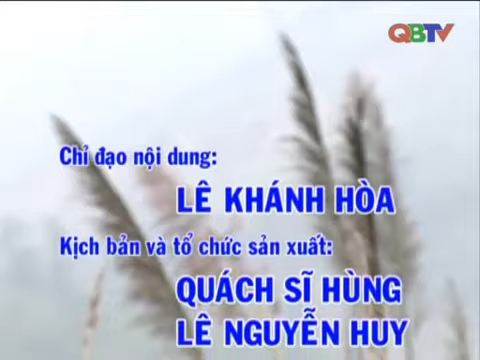 QBTV
Chỉ đạo nội dung:
LÊ KHÁNH HÒA
Kịch bản và tổ chức sản xuất:
QUÁCH SĨ HÙNG
LÊ NGUYỄN HUY